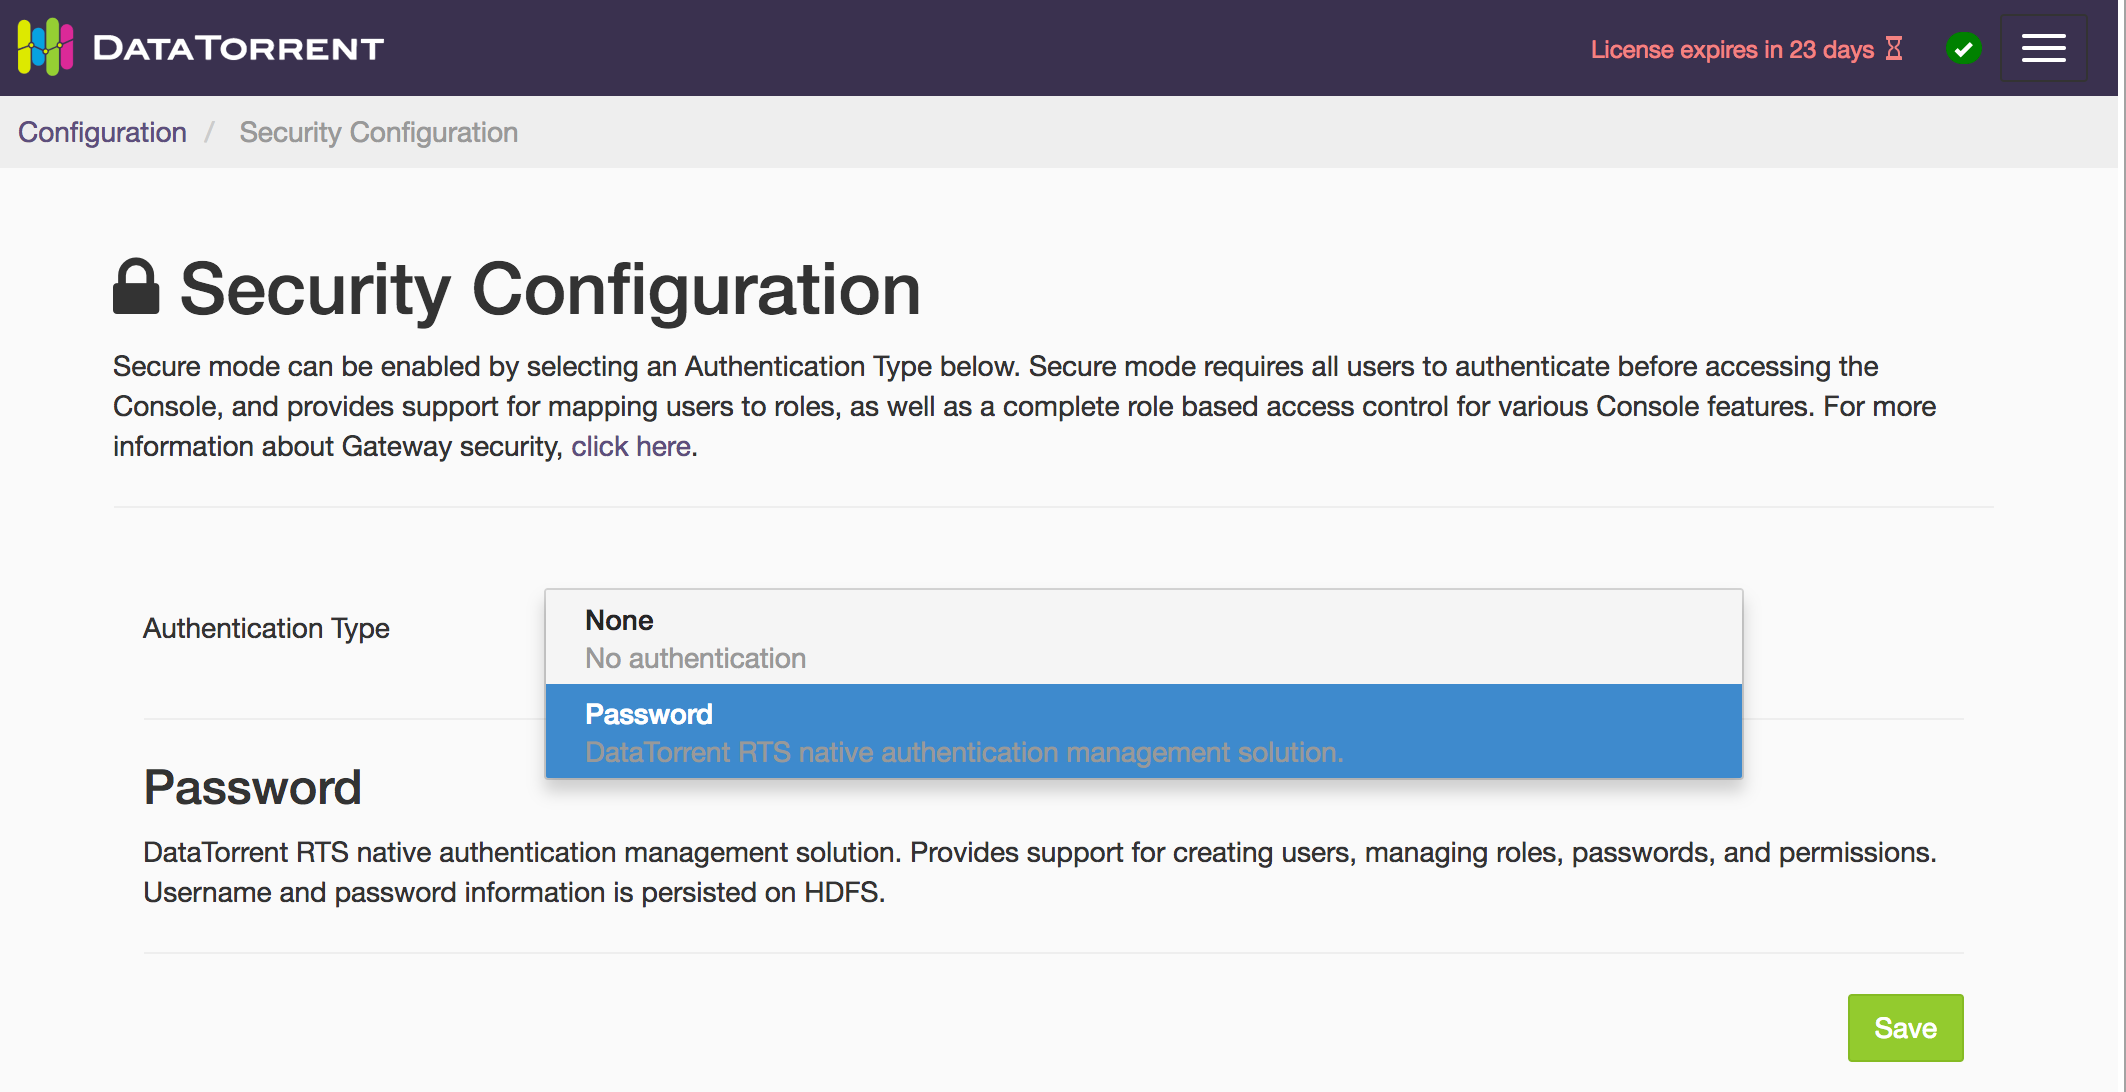 DATATORRENT
License expires in 23 days
Configuration / Security Configuration
Security Configuration
Secure mode can be enabled by selecting an Authentication Type below. Secure mode requires all users to authenticate before accessing the
Console, and provides support for mapping users to roles, as well as a complete role based access control for various Console features. For more
information about Gateway security, click here.
Authentication Type
None
No authentication
Password
DataTorrent RTS native authentication management solution.
Password
DataTorrent RTS native authentication management solution. Provides support for creating users, managing roles, passwords, and permissions.
Username and password information is persisted on HDFS.
Save